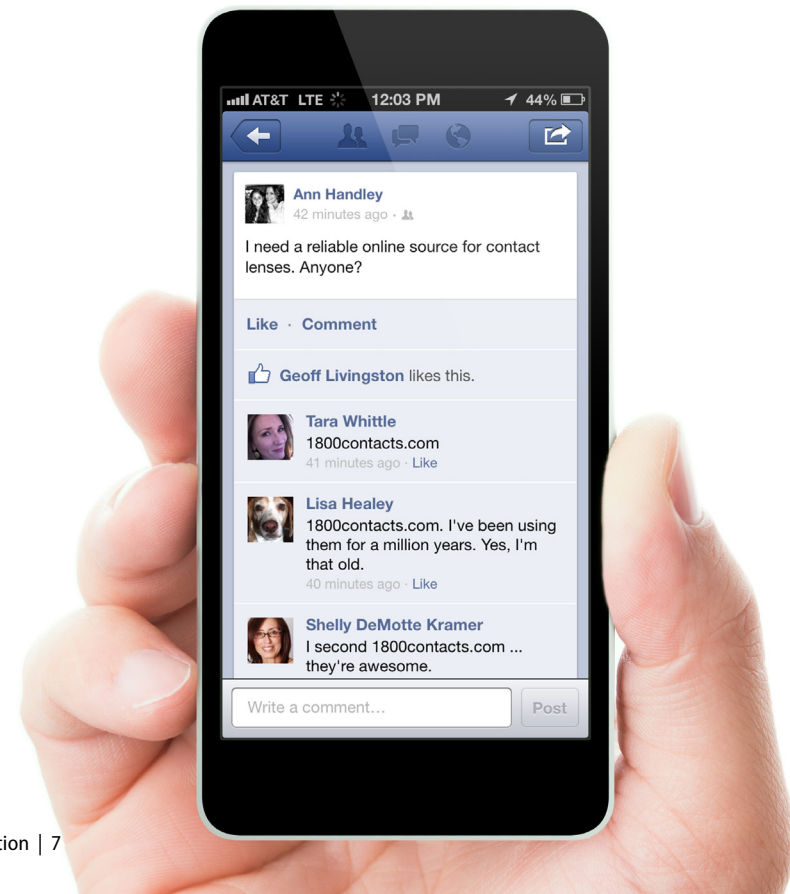 AT&T LTE 12:03 PM 44%
Ann Handley
42 minutes ago ·
I need a reliable online source for contact
lenses. Anyone?
Like · Comment
Geoff Livingston likes this.
Tara Whittle
1800contacts.com
41 minutes ago · Like
Lisa Healey
1800contacts.com. I've been using
them for a million years. Yes, I'm
that old.
40 minutes ago · Like
Shelly DeMotte Kramer
I second 1800contacts.com ...
they're awesome.
Write a comment... Post
| 7